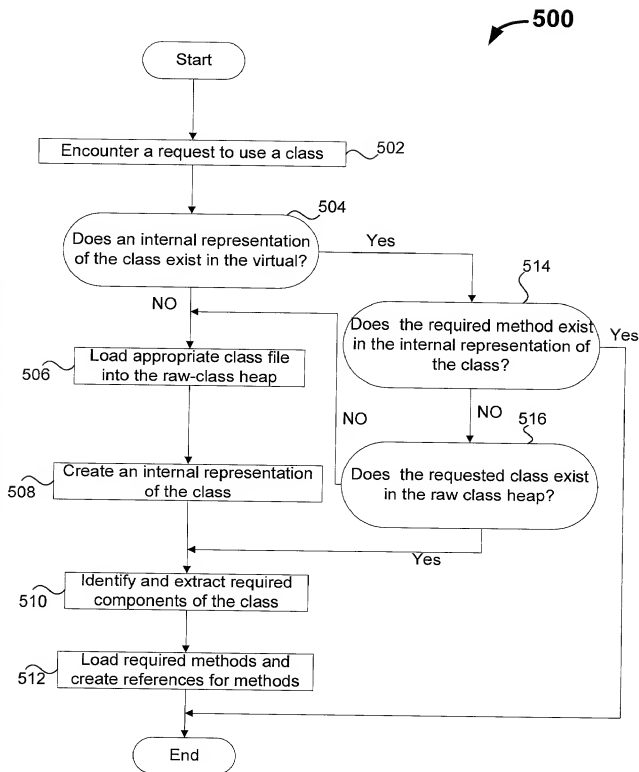 500
Start
Encounter a request to use a class
502
504
Does an internal representation
of the class exist in the virtual?
Yes
514
NO
Does the required method exist
in the internal representation of
the class?
Yes
506
Load appropriate class file
into the raw-class heap
NO
NO
516
Does the requested class exist
in the raw class heap?
508
Create an internal representation
of the class
Yes
510
Identify and extract required
components of the class
512
Load required methods and
create references for methods
End